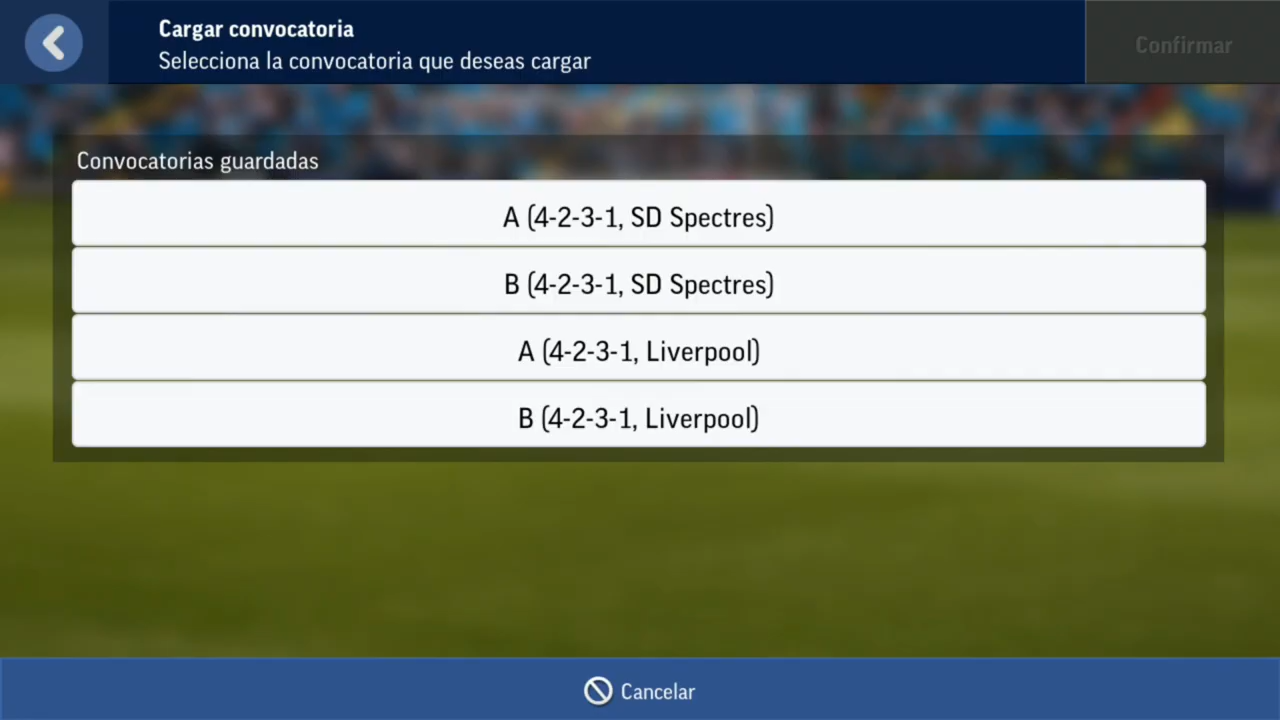 Cargar convocatoria
Selecciona la convocatoria que deseas cargar
Confirmar
Convocatorias guardadas
A (4-2-3-1, SD Spectres)
B (4-2-3-1, SD Spectres)
A (4-2-3-1, Liverpool)
B (4-2-3-1, Liverpool)
Cancelar